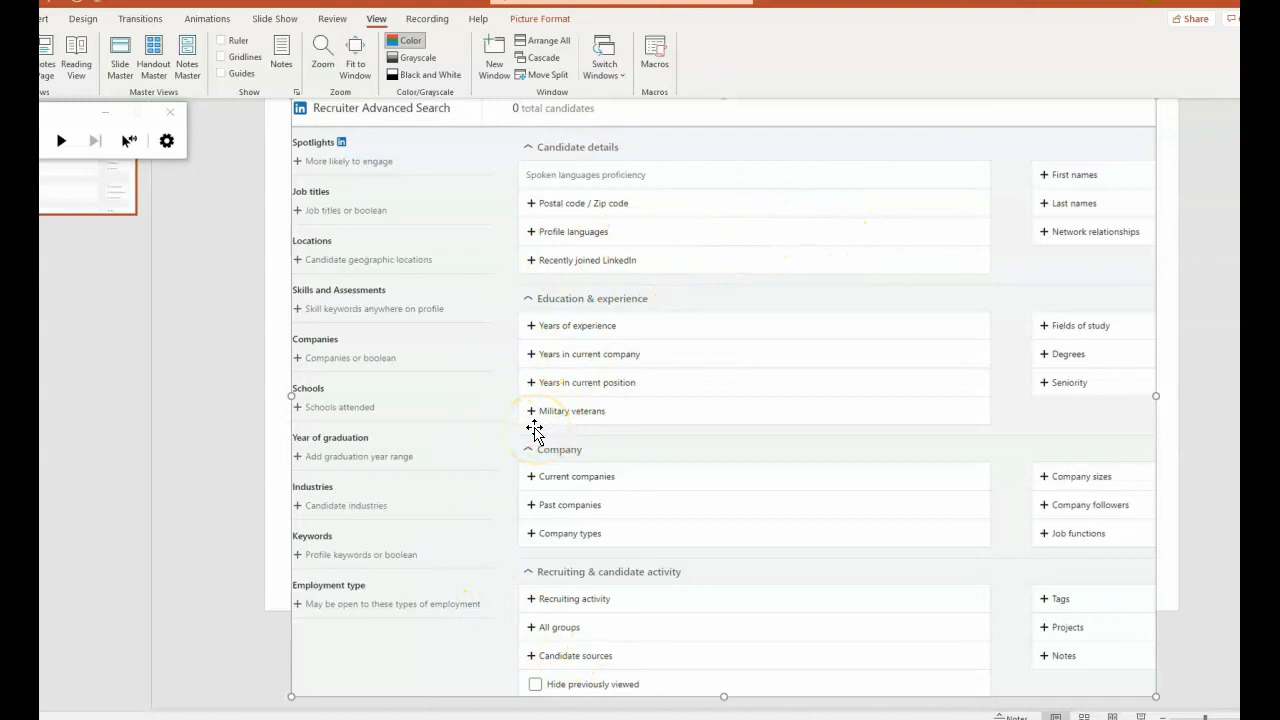 ert Design Transitions Animations Slide Show Review View Recording Help Picture Format Share
Page
Reading View
Slide Master
Handout Master
Notes Master
Master Views
Ruler
Gridlines
Guides
Show
Notes
Zoom
Fit to Window
Zoom
Color
Grayscale
Black and White
Color/Grayscale
New Window
Arrange All
Cascade
Move Split
Switch Windows
Window
Macros
Macros
in Recruiter Advanced Search
0 total candidates
Spotlights in
+ More likely to engage
Job titles
+ Job titles or boolean
Locations
+ Candidate geographic locations
Skills and Assessments
+ Skill keywords anywhere on profile
Companies
+ Companies or boolean
Schools
+ Schools attended
Year of graduation
+ Add graduation year range
Industries
+ Candidate industries
Keywords
+ Profile keywords or boolean
Employment type
+ May be open to these types of employment
Candidate details
Spoken languages proficiency
+ Postal code / Zip code
+ Profile languages
+ Recently joined LinkedIn
+ First names
+ Last names
+ Network relationships
Education & experience
+ Years of experience
+ Years in current company
+ Years in current position
+ Military veterans
+ Fields of study
+ Degrees
+ Seniority
Company
+ Current companies
+ Past companies
+ Company types
+ Company sizes
+ Company followers
+ Job functions
Recruiting & candidate activity
+ Recruiting activity
+ All groups
+ Candidate sources
Hide previously viewed
+ Tags
+ Projects
+ Notes
Notes